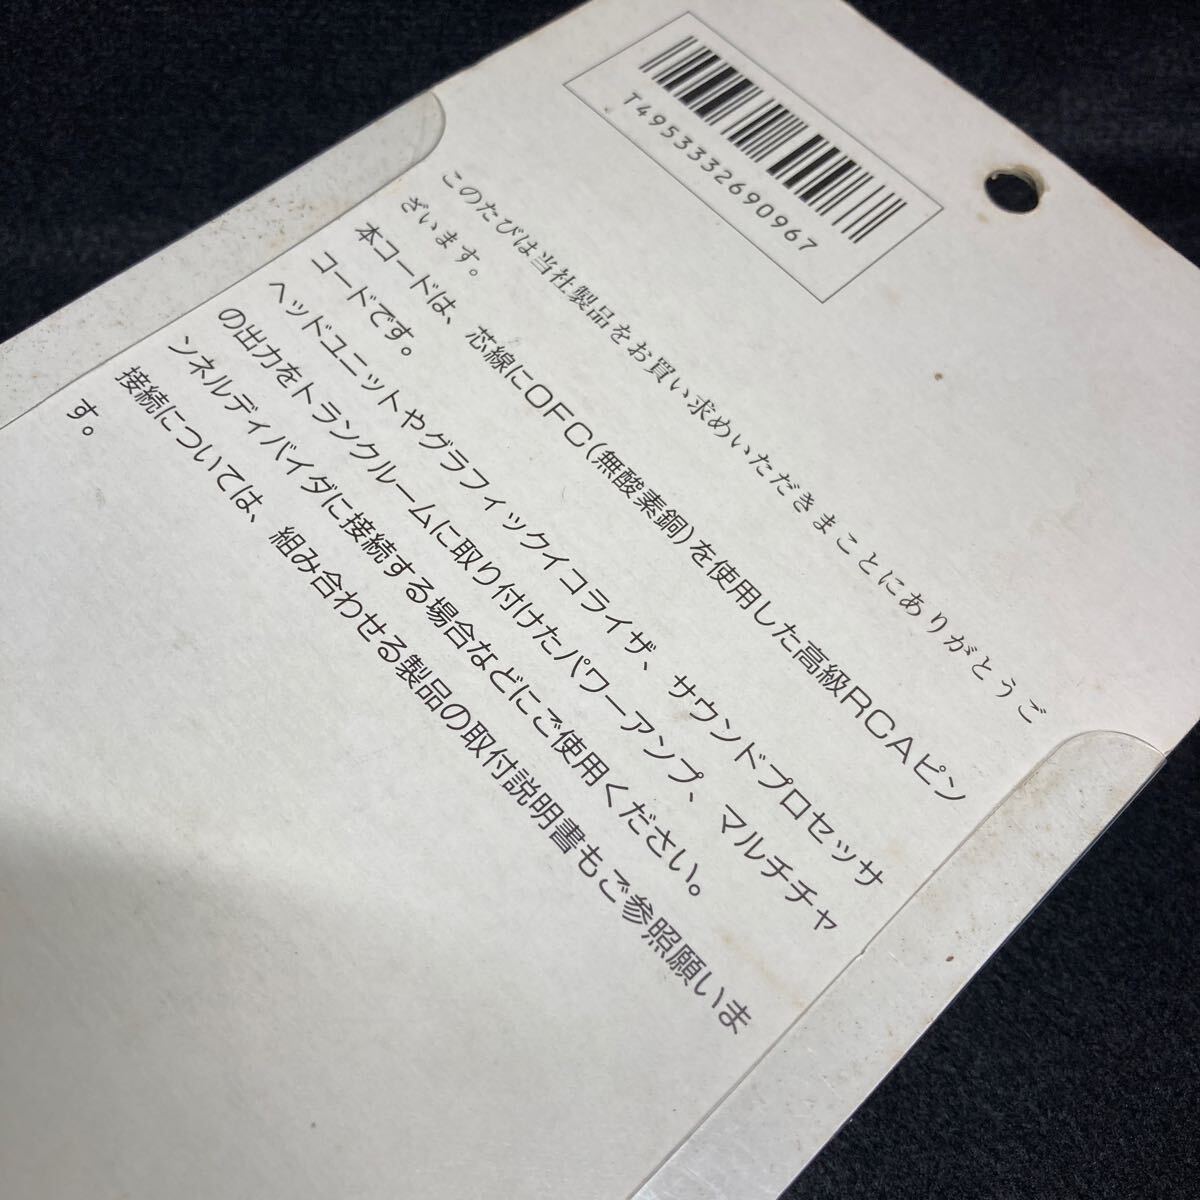 T4953332690967
このたびは当社製品をお買い求めいただきまことにありがとうご
ざいます。
本コードは、芯線にOFC(無酸素銅)を使用した高級RCAピン
コードです。
ヘッドユニットやグラフィックイコライザ、サウンドプロセッサ
の出力をトランクルームに取り付けたパワーアンプ、マルチチャ
ンネルディバイダに接続する場合などにご使用ください。
接続については、組み合わせる製品の取付説明書もご参照願いま
す。